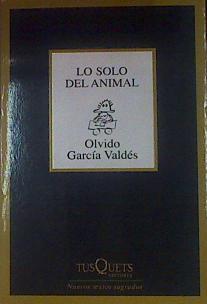 LO SOLO
DEL ANIMAL
Olvido
García Valdés
TUSQUETS
EDITORES
Nuevos textos sagrados